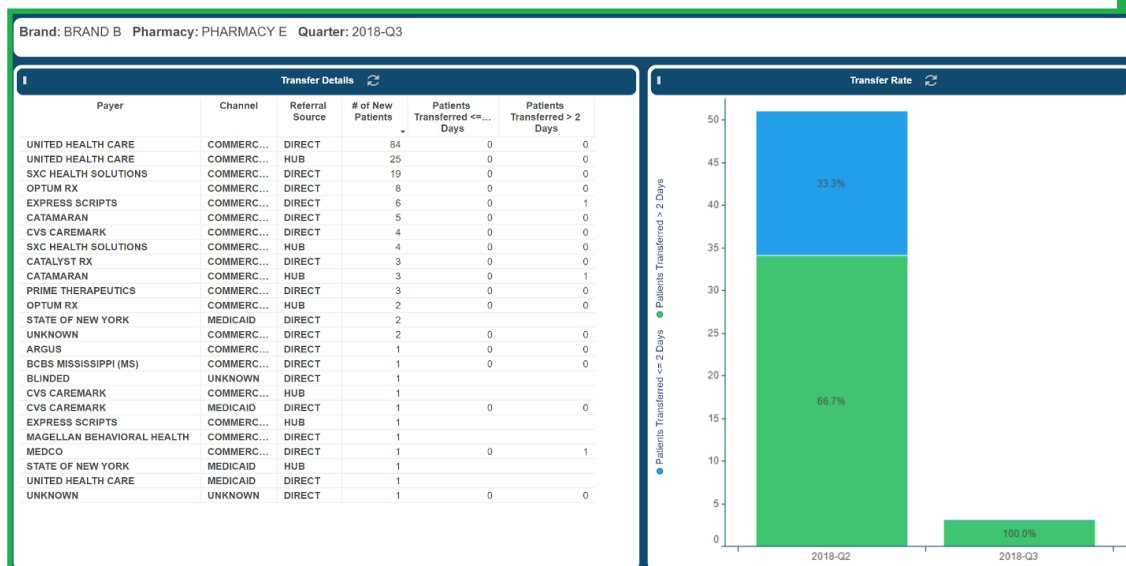 Brand: BRAND B Pharmacy: PHARMACY E Quarter: 2018-Q3
Transfer Details
Payer Channel Referral Source # of New Patients Patients Transferred <=... Days Patients Transferred > 2 Days
UNITED HEALTH CARE COMMERC... DIRECT 84 0 0
UNITED HEALTH CARE COMMERC... HUB 25 0 0
SXC HEALTH SOLUTIONS COMMERC... DIRECT 19 0 0
OPTUM RX COMMERC... DIRECT 8 0 0
EXPRESS SCRIPTS COMMERC... DIRECT 6 0 1
CATAMARAN COMMERC... DIRECT 5 0 0
CVS CAREMARK COMMERC... DIRECT 4 0 0
SXC HEALTH SOLUTIONS COMMERC... HUB 4 0 0
CATALYST RX COMMERC... DIRECT 3 0 0
CATAMARAN COMMERC... HUB 3 0 1
PRIME THERAPEUTICS COMMERC... DIRECT 3 0 0
OPTUM RX COMMERC... HUB 2 0 0
STATE OF NEW YORK MEDICAID DIRECT 2
UNKNOWN COMMERC... DIRECT 2 0 0
ARGUS COMMERC... DIRECT 1 0 0
BCBS MISSISSIPPI (MS) COMMERC... DIRECT 1 0 0
BLINDED UNKNOWN DIRECT 1
CVS CAREMARK COMMERC... HUB 1
CVS CAREMARK MEDICAID DIRECT 1 0 0
EXPRESS SCRIPTS COMMERC... HUB 1
MAGELLAN BEHAVIORAL HEALTH COMMERC... DIRECT 1
MEDCO COMMERC... DIRECT 1 0 1
STATE OF NEW YORK MEDICAID HUB 1
UNITED HEALTH CARE MEDICAID DIRECT 1
UNKNOWN UNKNOWN DIRECT 1 0 0
Transfer Rate
Patients Transferred <= 2 Days Patients Transferred > 2 Days
50
45
40
35
30
25
20
15
10
5
0
33.3%
66.7%
100.0%
2018-Q2 2018-Q3